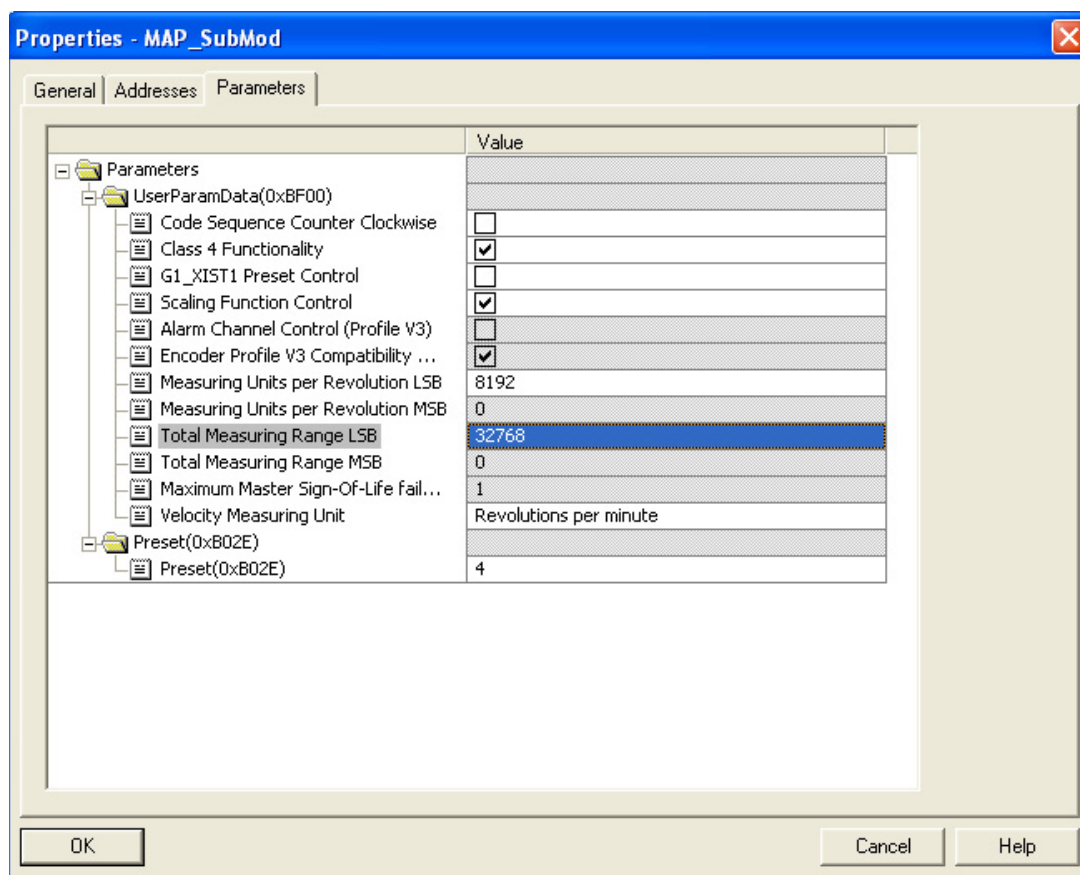 Properties - MAP_SubMod
General Addresses Parameters
Value
Parameters
UserParamData(0xBF00)
Code Sequence Counter Clockwise
Class 4 Functionality
G1_XIST1 Preset Control
Scaling Function Control
Alarm Channel Control (Profile V3)
Encoder Profile V3 Compatibility ...
Measuring Units per Revolution LSB 8192
Measuring Units per Revolution MSB 0
Total Measuring Range LSB 32768
Total Measuring Range MSB 0
Maximum Master Sign-Of-Life fail... 1
Velocity Measuring Unit Revolutions per minute
Preset(0xB02E)
Preset(0xB02E) 4
OK Cancel Help